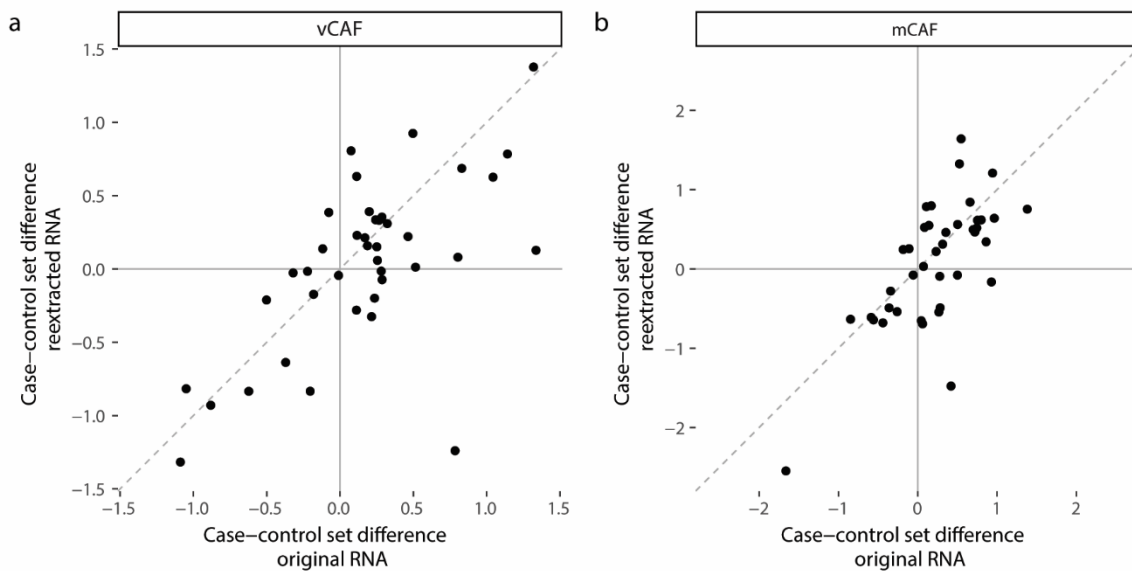 a
vCAF
1.5
1.0
0.5
0.0
−0.5
−1.0
−1.5
Case−control set difference
reextracted RNA
−1.5
−1.0
−0.5
0.0
0.5
1.0
1.5
Case−control set difference
original RNA
b
mCAF
2
1
0
−1
−2
Case−control set difference
reextracted RNA
−2
−1
0
1
2
Case−control set difference
original RNA